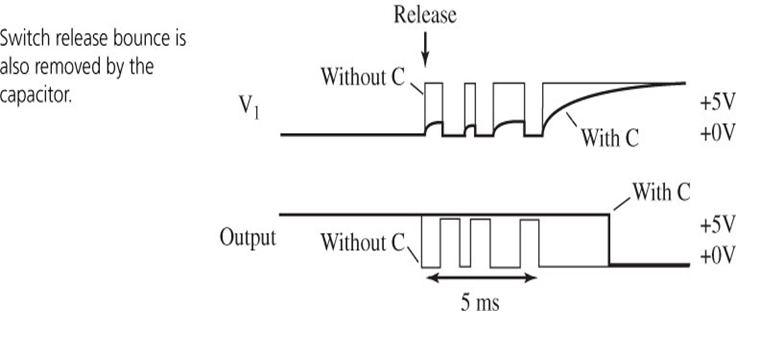 Switch release bounce is
also removed by the
capacitor.
Release
Without C
V1
+5V
+0V
With C
With C
Output
Without C
+5V
+0V
5 ms